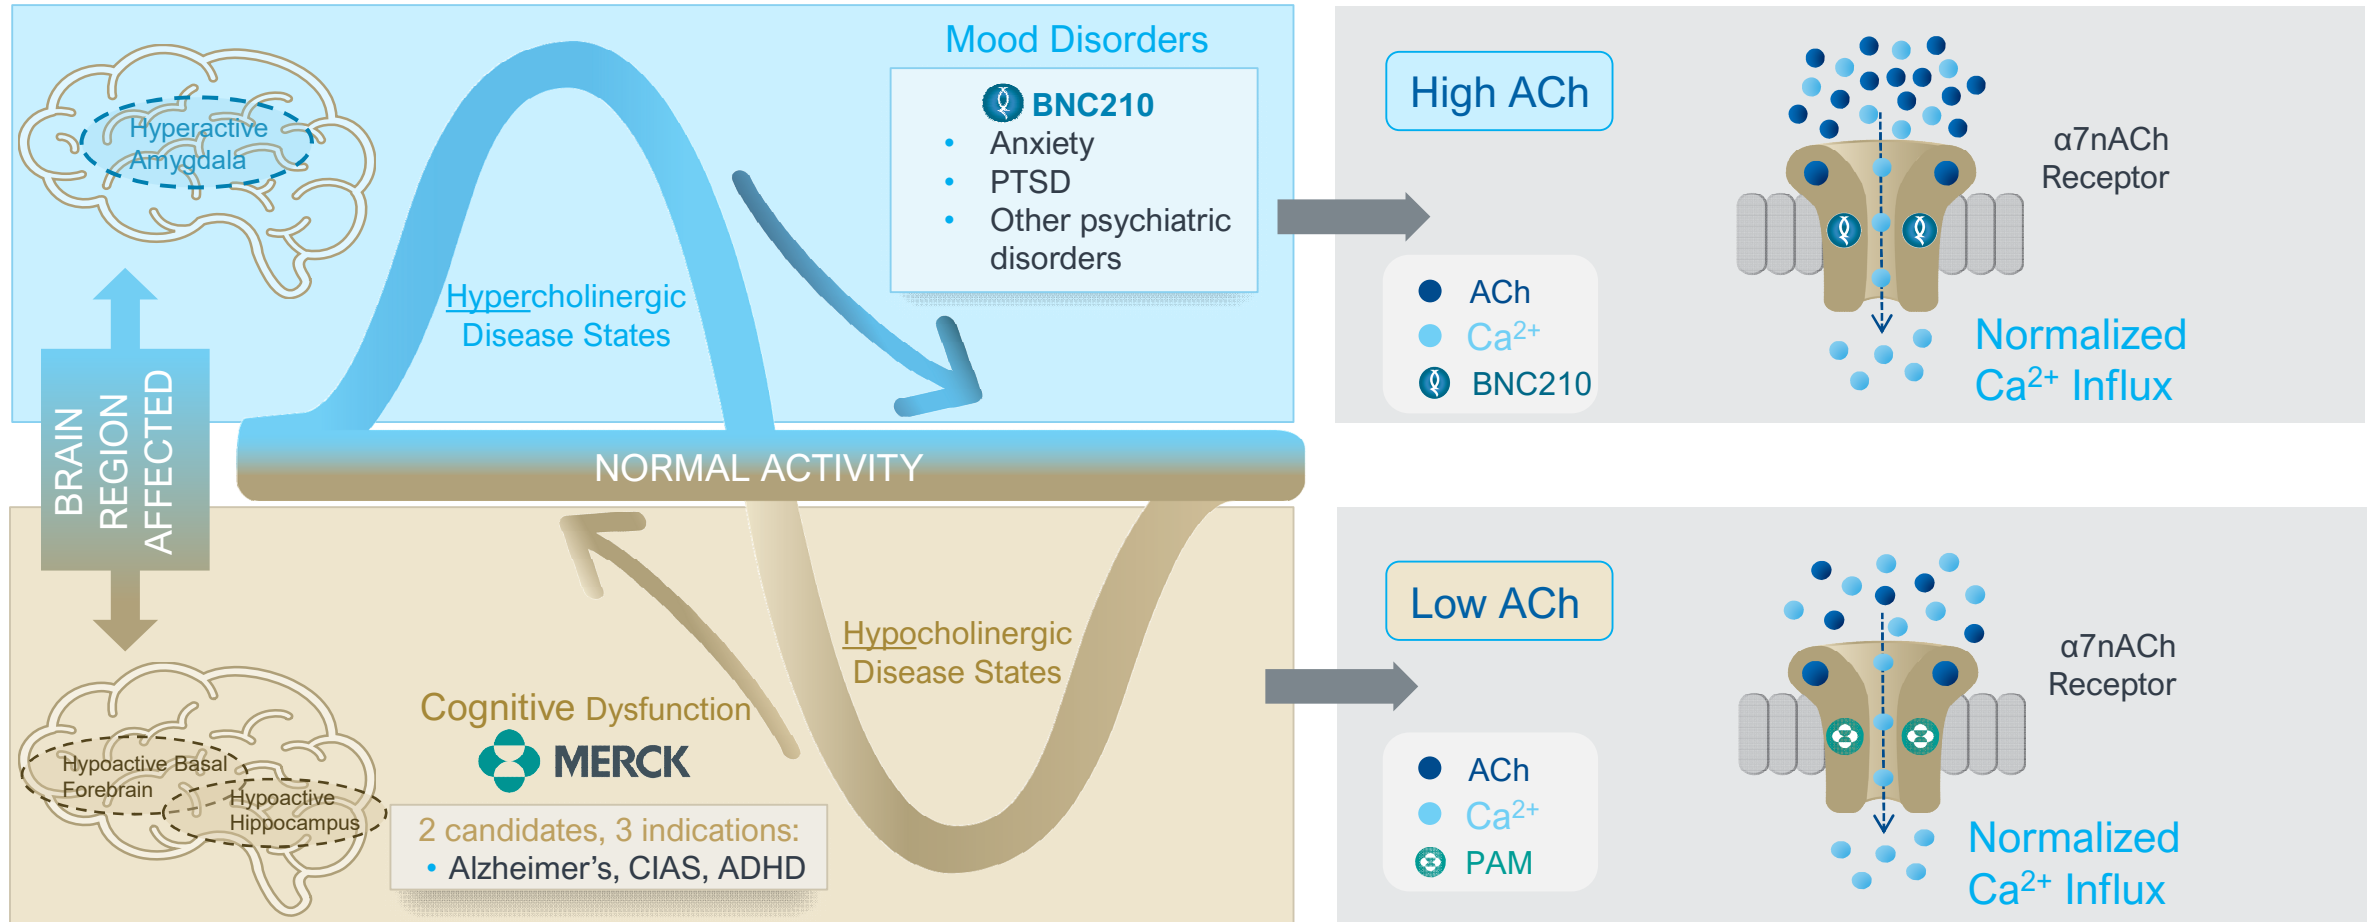 Mood Disorders
BNC210
• Anxiety
• PTSD
• Other psychiatric
disorders
Hyperactive
Amygdala
Hypercholinergic
Disease States
BRAIN
REGION
AFFECTED
NORMAL ACTIVITY
Hypocholinergic
Disease States
Cognitive Dysfunction
MERCK
2 candidates, 3 indications:
• Alzheimer’s, CIAS, ADHD
Hypoactive Basal
Forebrain
Hypoactive
Hippocampus
High ACh
α7nACh
Receptor
ACh
Ca²⁺
BNC210
Normalized
Ca²⁺ Influx
Low ACh
α7nACh
Receptor
ACh
Ca²⁺
PAM
Normalized
Ca²⁺ Influx